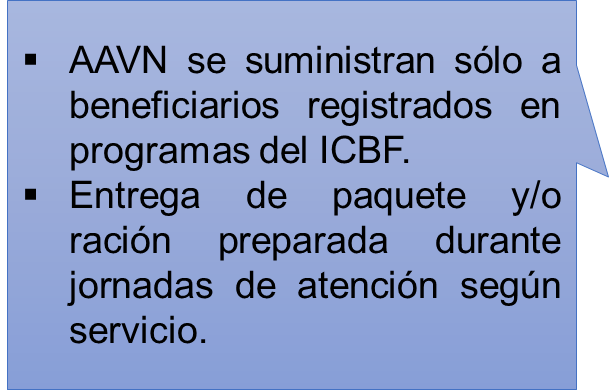 ▪ AAVN se suministran sólo a
beneficiarios registrados en
programas del ICBF.
▪ Entrega de paquete y/o
ración preparada durante
jornadas de atención según
servicio.